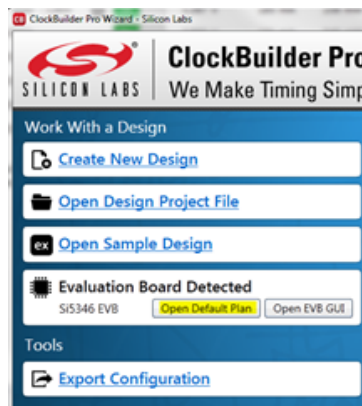 CB ClockBuilder Pro Wizard - Silicon Labs
SILICON LABS
ClockBuilder Pro
We Make Timing Simp
Work With a Design
Create New Design
Open Design Project File
ex Open Sample Design
Evaluation Board Detected
Si5346 EVB Open Default Plan Open EVB GUI
Tools
Export Configuration